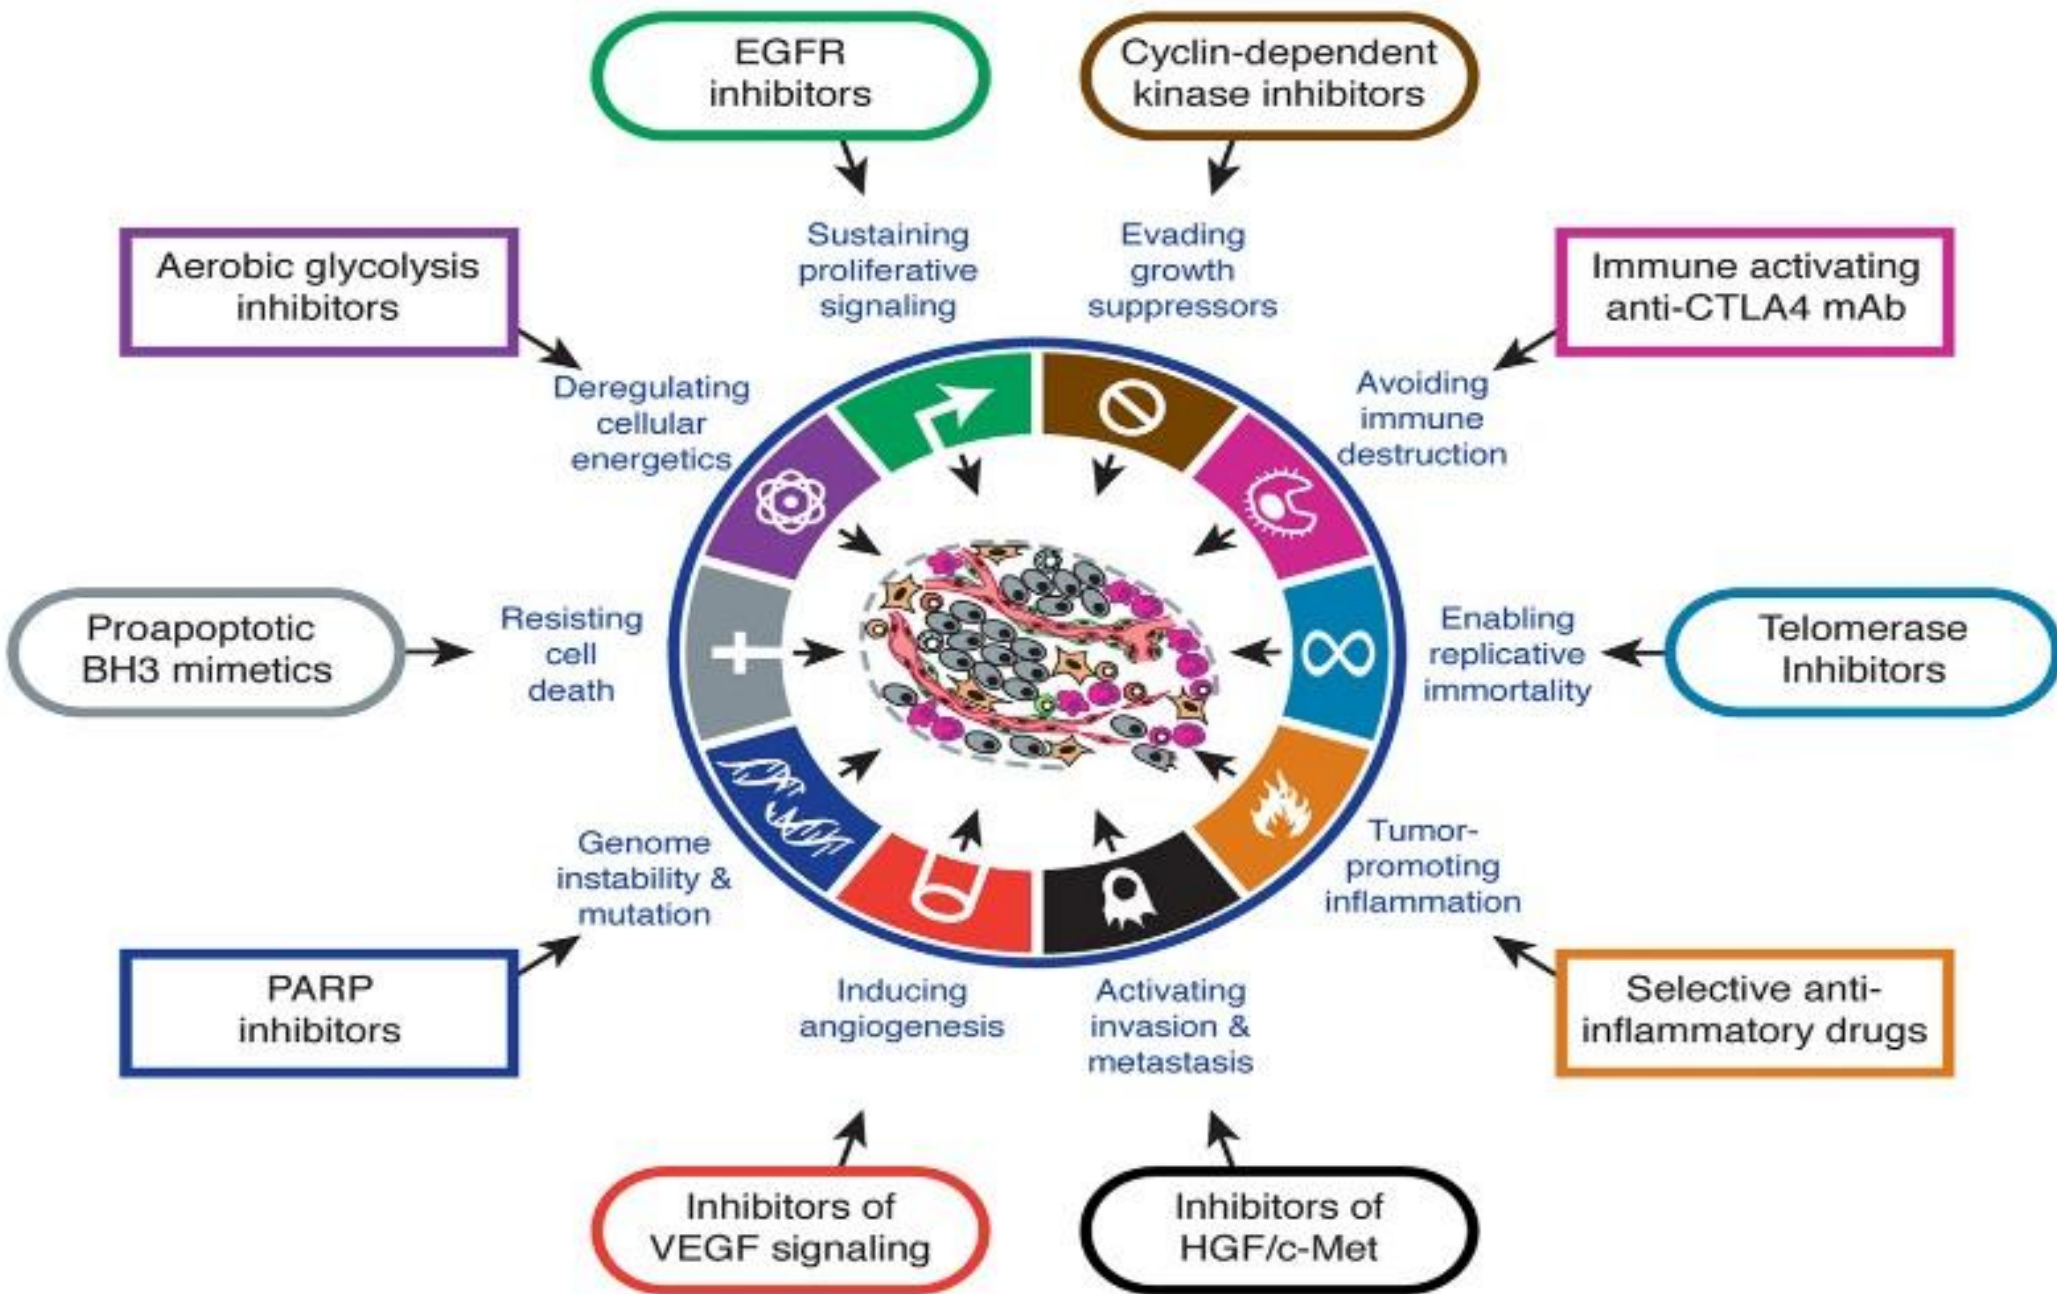 EGFR
inhibitors
Cyclin-dependent
kinase inhibitors
Sustaining
proliferative
signaling
Evading
growth
suppressors
Aerobic glycolysis
inhibitors
Immune activating
anti-CTLA4 mAb
Deregulating
cellular
energetics
Avoiding
immune
destruction
Proapoptotic
BH3 mimetics
Resisting
cell
death
Enabling
replicative
immortality
Telomerase
Inhibitors
Genome
instability &
mutation
Tumor-
promoting
inflammation
PARP
inhibitors
Inducing
angiogenesis
Activating
invasion &
metastasis
Selective anti-
inflammatory drugs
Inhibitors of
VEGF signaling
Inhibitors of
HGF/c-Met